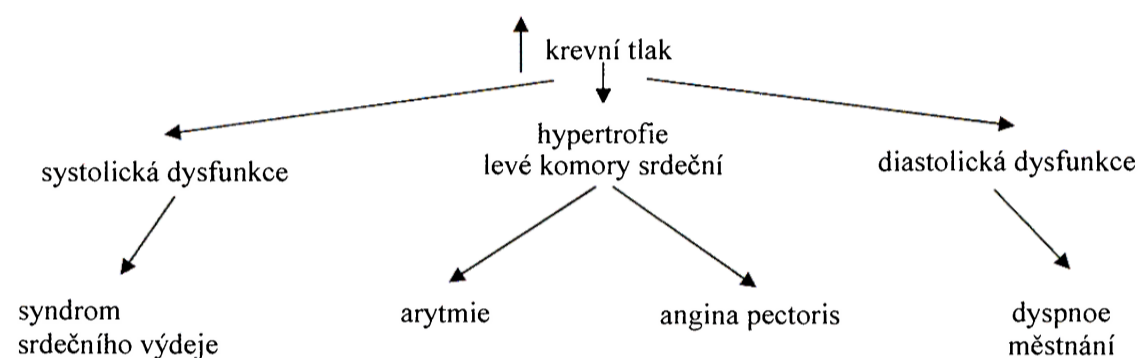 krevní tlak
systolická dysfunkce
hypertrofie
levé komory srdeční
diastolická dysfunkce
syndrom
srdečního výdeje
arytmie
angina pectoris
dyspnoe
městnání